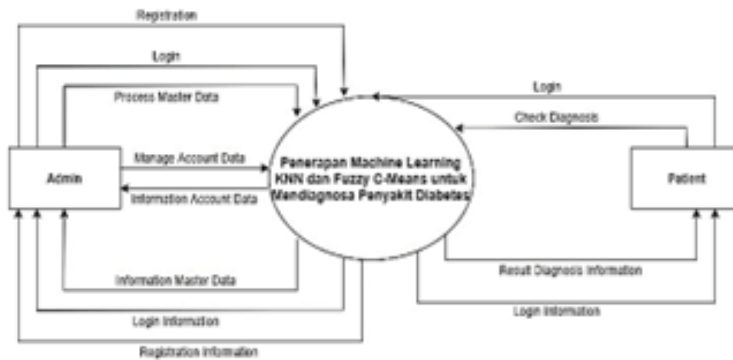 Registration
Login
Process Master Data
Login
Check Diagnosis
Manage Account Data
Admin
Information Account Data
Penerapan Machine Learning
KNN dan Fuzzy C-Means untuk
Mendiagnosa Penyakit Diabetes
Patient
Information Master Data
Result Diagnosis Information
Login Information
Login Information
Registration Information